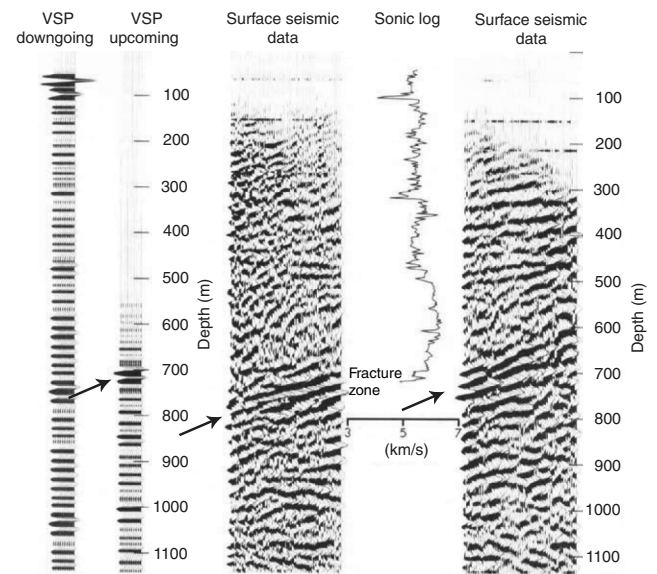 VSP
downgoing
VSP
upcoming
Surface seismic
data
Sonic log
Surface seismic
data
100
200
300
400
500
600
700
800
900
1000
1100
Depth (m)
Fracture
zone
3
5
7
(km/s)
100
200
300
400
500
600
700
800
900
1000
1100
Depth (m)